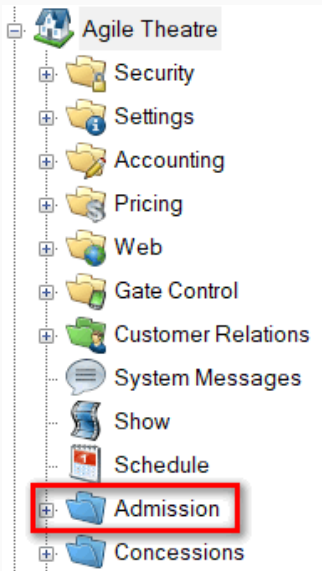 Agile Theatre
Security
Settings
Accounting
Pricing
Web
Gate Control
Customer Relations
System Messages
Show
Schedule
Admission
Concessions